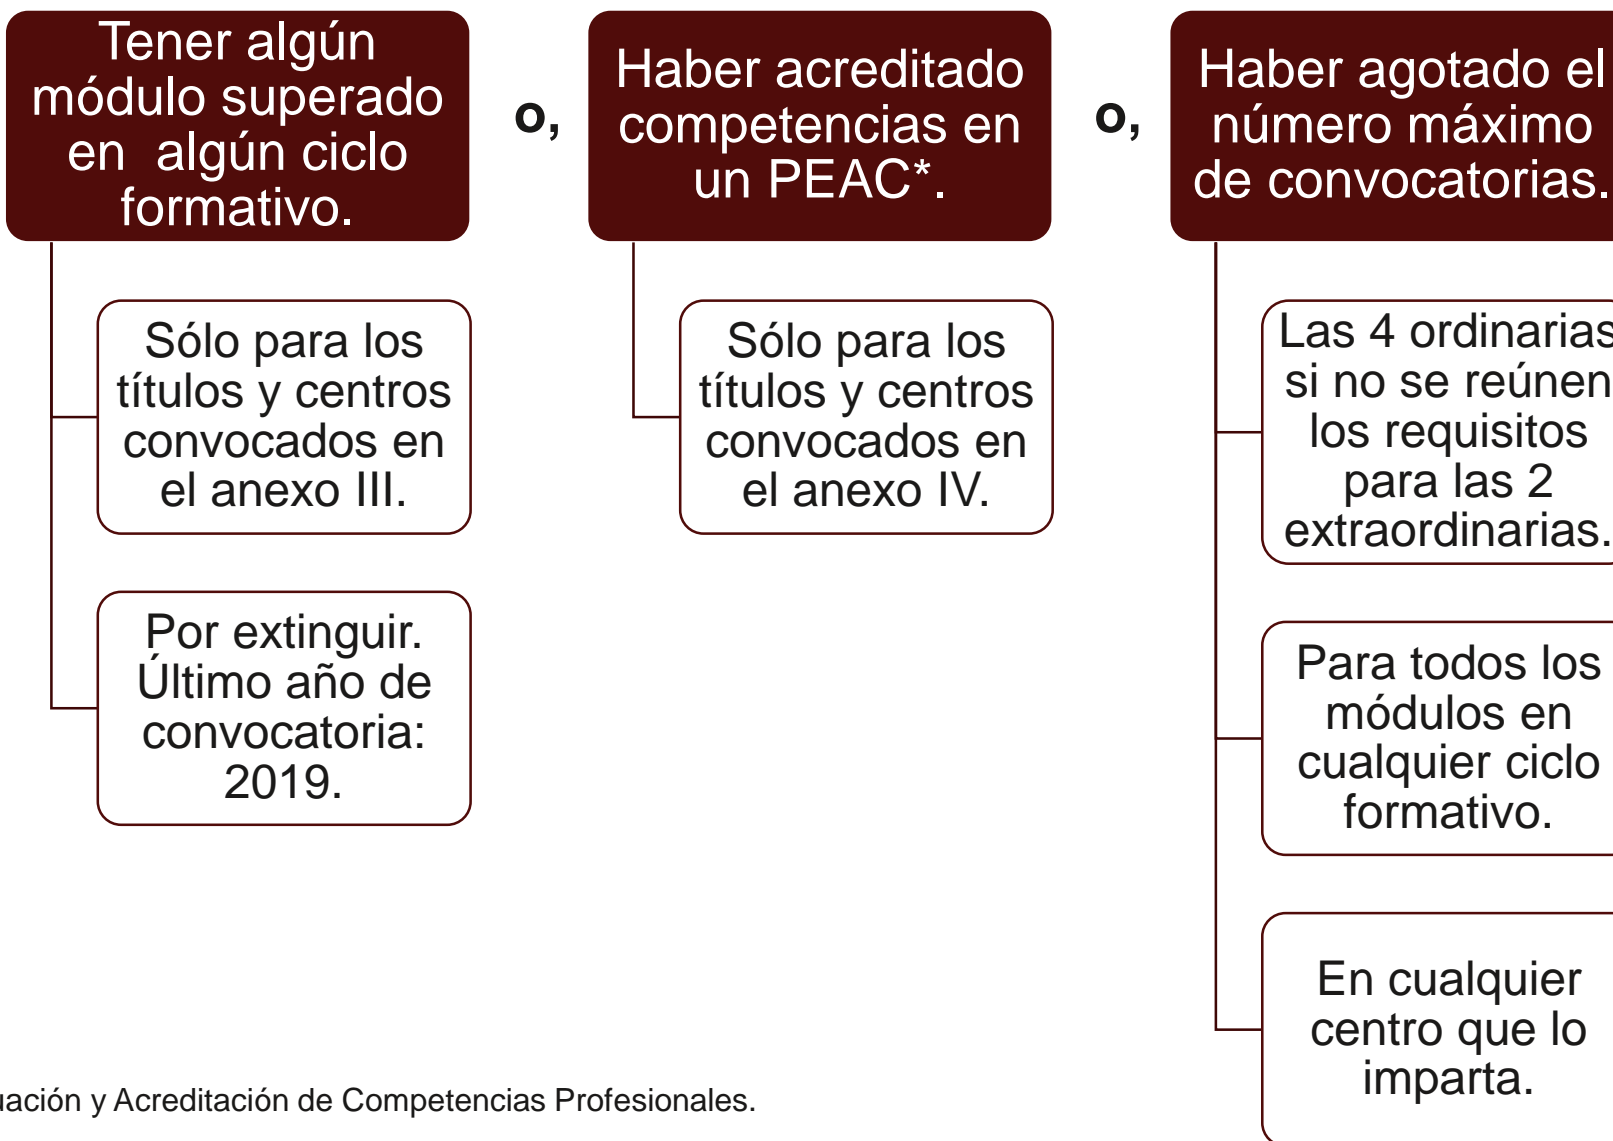 Tener algún
módulo superado
en algún ciclo
formativo.
o,
Haber acreditado
competencias en
un PEAC*.
o,
Haber agotado el
número máximo
de convocatorias.
Sólo para los
títulos y centros
convocados en
el anexo III.
Por extinguir.
Último año de
convocatoria:
2019.
Sólo para los
títulos y centros
convocados en
el anexo IV.
Las 4 ordinarias
si no se reúnen
los requisitos
para las 2
extraordinarias.
Para todos los
módulos en
cualquier ciclo
formativo.
En cualquier
centro que lo
imparta.
y Acreditación de Competencias Profesionales.